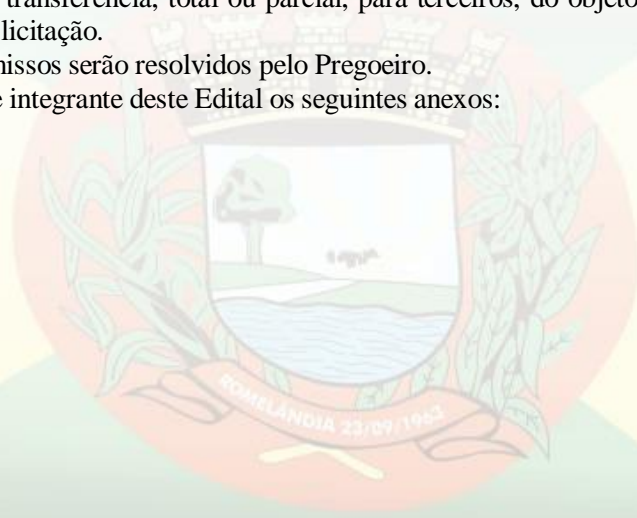 transferência, total ou parcial, para terceiros, do objeto
licitação.
nissos serão resolvidos pelo Pregoeiro.
e integrante deste Edital os seguintes anexos:
ROMELÂNDIA 23/09/1963